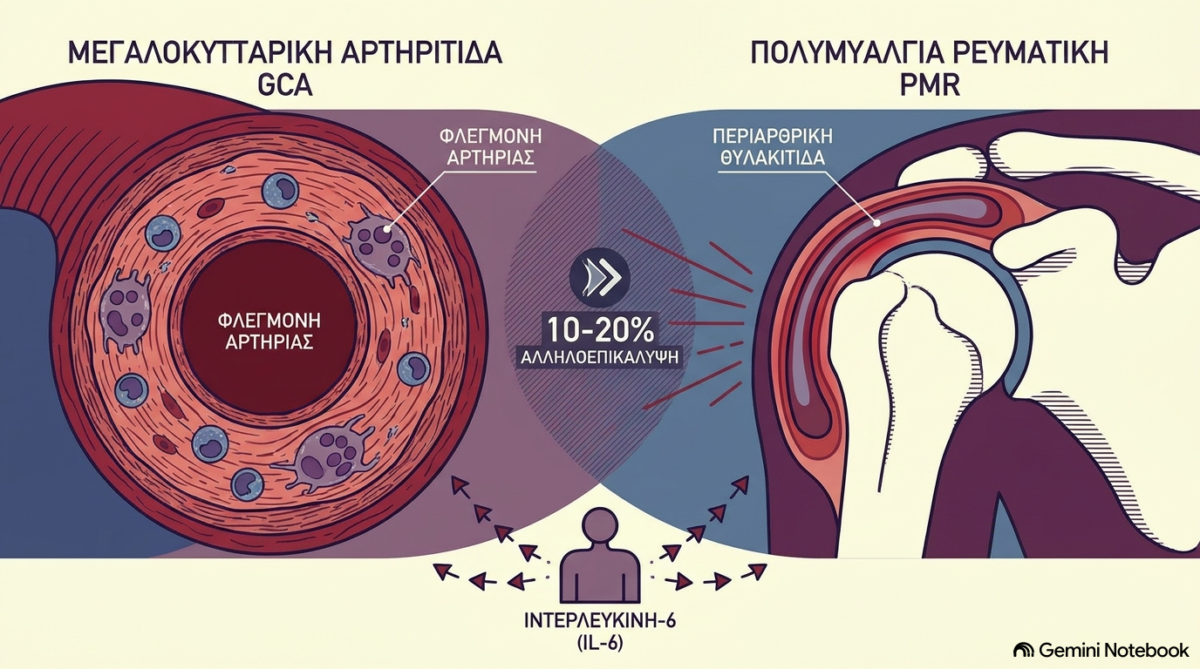 ΜΕΓΑΛΟΚΥΤΤΑΡΙΚΗ ΑΡΤΗΡΙΤΙΔΑ
GCA
ΠΟΛΥΜΥΑΛΓΙΑ ΡΕΥΜΑΤΙΚΗ
PMR
ΦΛΕΓΜΟΝΗ
ΑΡΤΗΡΙΑΣ
ΠΕΡΙΑΡΘΡΙΚΗ
ΘΥΛΑΚΙΤΙΔΑ
ΦΛΕΓΜΟΝΗ
ΑΡΤΗΡΙΑΣ
10-20%
ΑΛΛΗΛΟΕΠΙΚΑΛΥΨΗ
ΙΝΤΕΡΛΕΥΚΙΝΗ-6
(IL-6)
Gemini Notebook